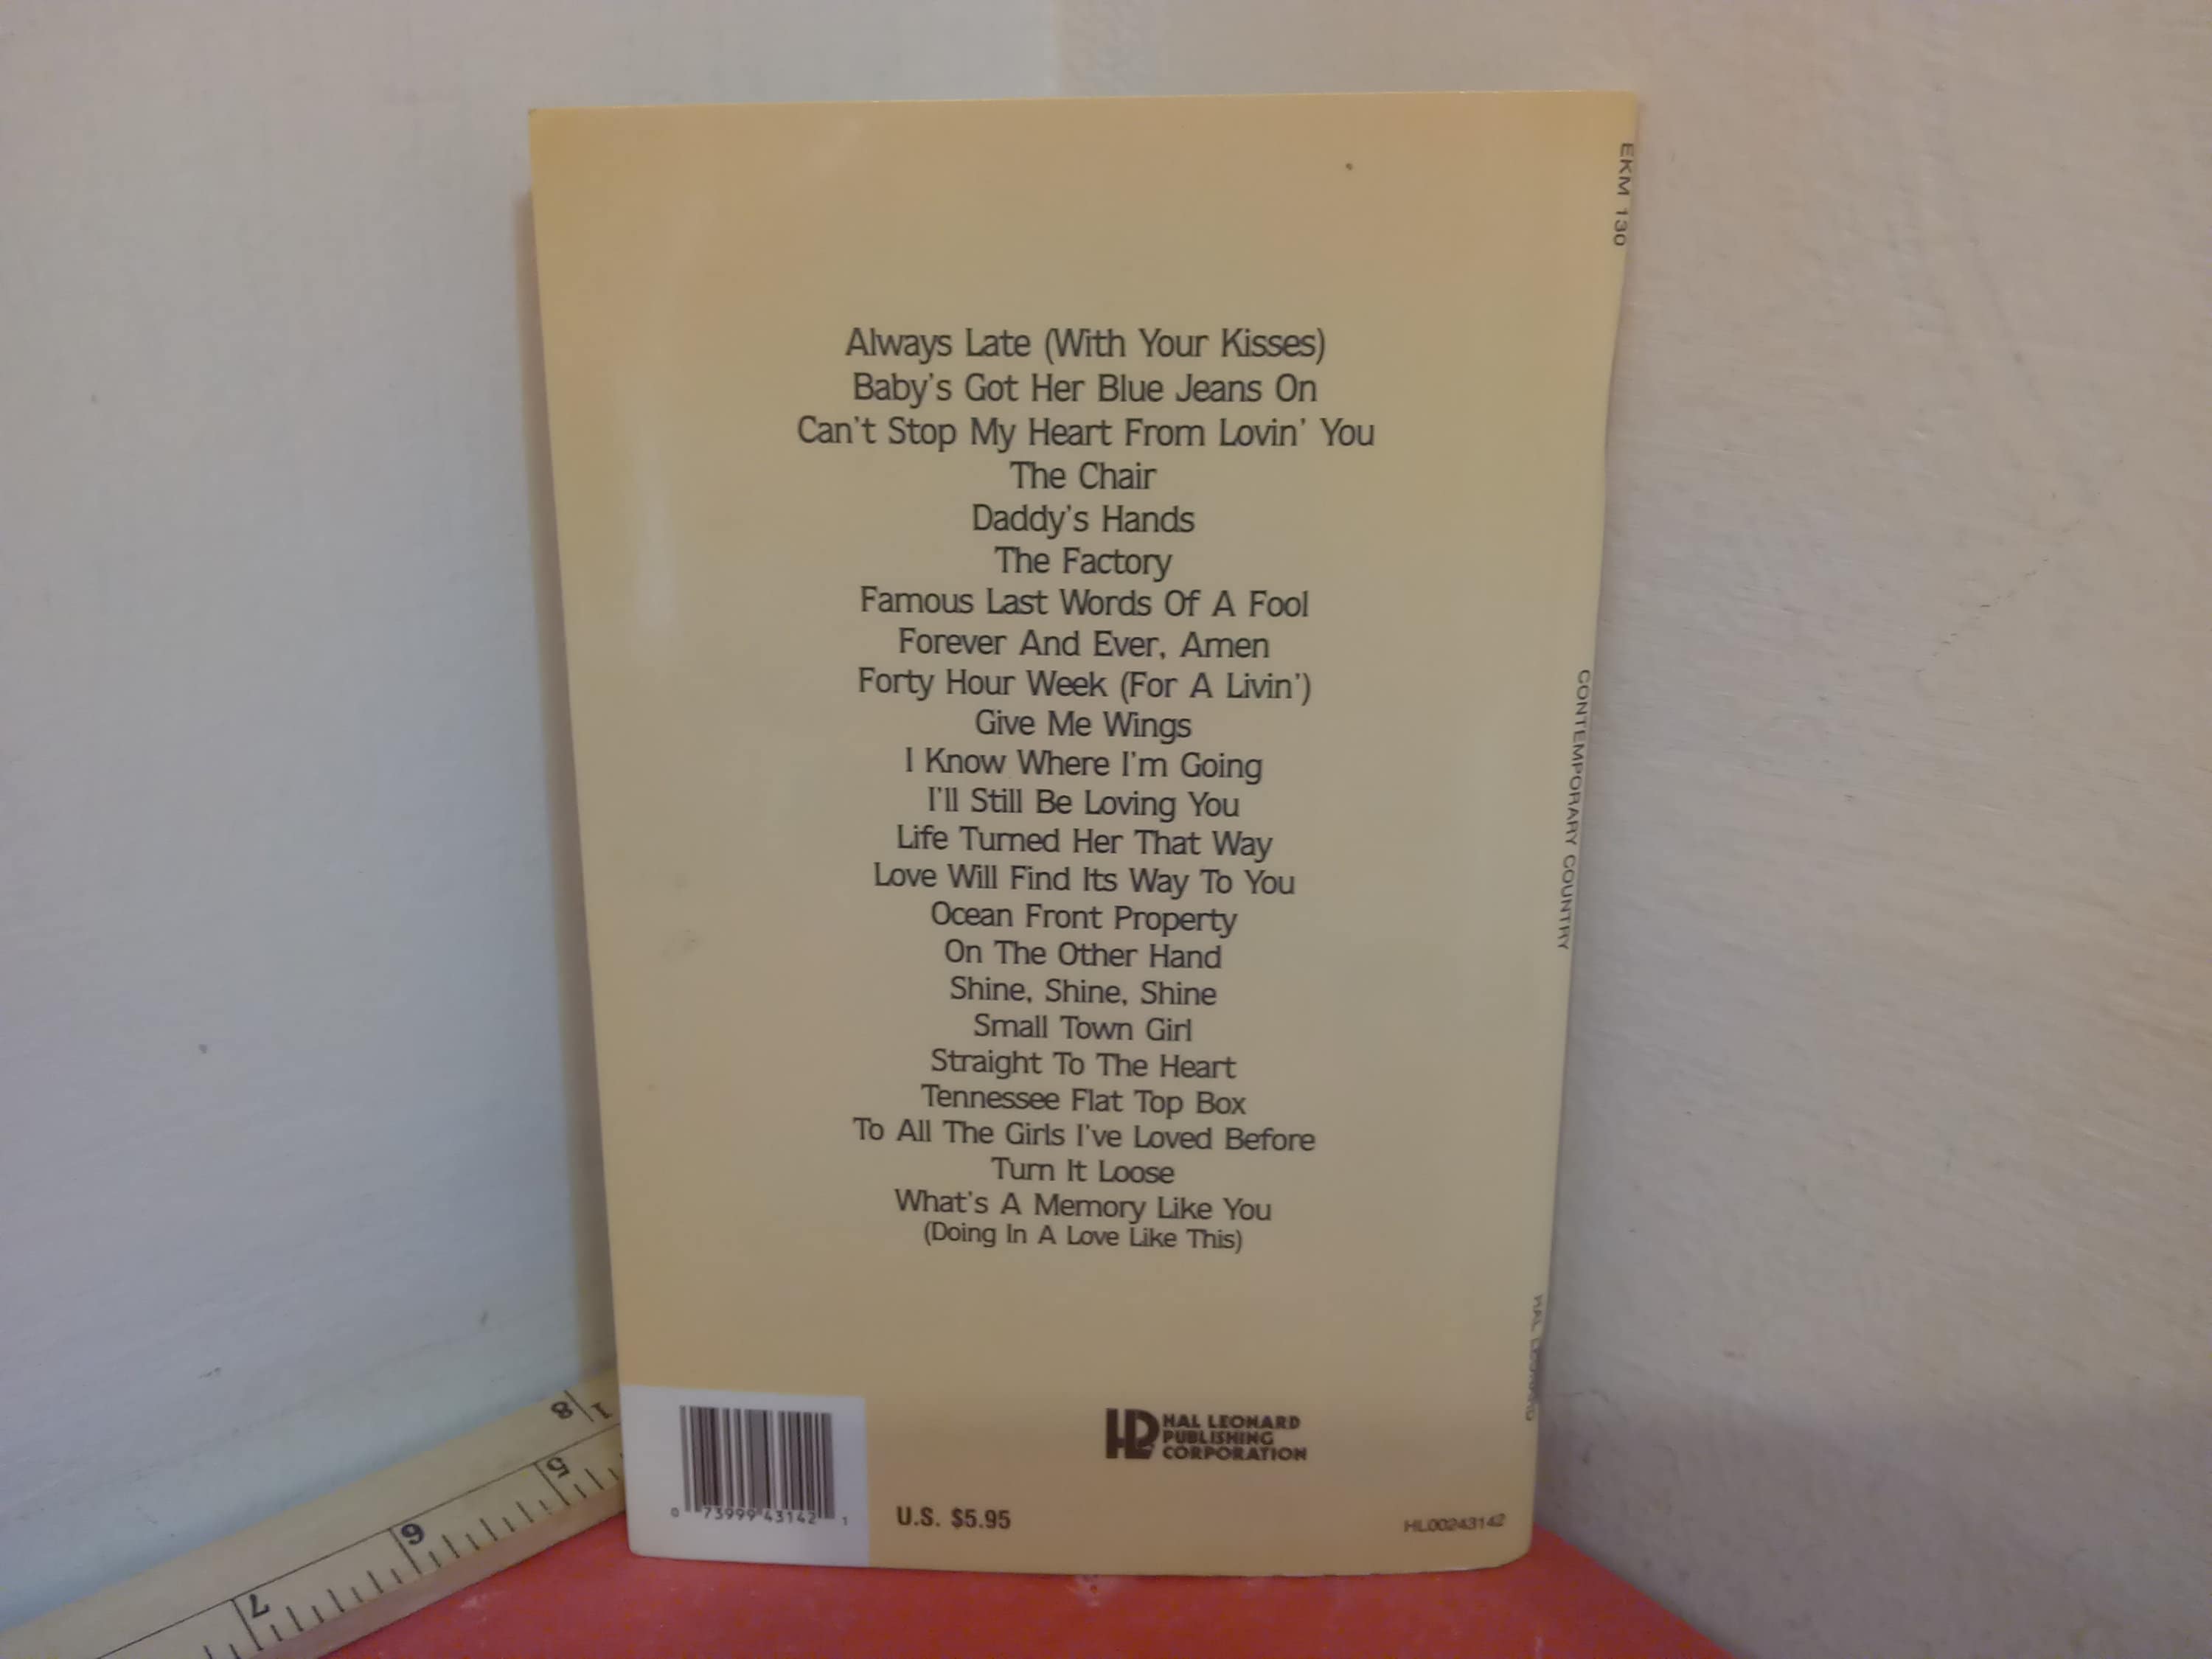 EKM 130
CONTEMPORARY COUNTRY
HAL LEONARD
Always Late (With Your Kisses)
Baby's Got Her Blue Jeans On
Can't Stop My Heart From Lovin' You
The Chair
Daddy's Hands
The Factory
Famous Last Words Of A Fool
Forever And Ever, Amen
Forty Hour Week (For A Livin')
Give Me Wings
I Know Where I'm Going
I'll Still Be Loving You
Life Turned Her That Way
Love Will Find Its Way To You
Ocean Front Property
On The Other Hand
Shine, Shine, Shine
Small Town Girl
Straight To The Heart
Tennessee Flat Top Box
To All The Girls I've Loved Before
Turn It Loose
What's A Memory Like You
(Doing In A Love Like This)
HL HAL LEONARD
PUBLISHING
CORPORATION
0 73999 43142 1
U.S. $5.95
HL00243142
8 1
5
6
7